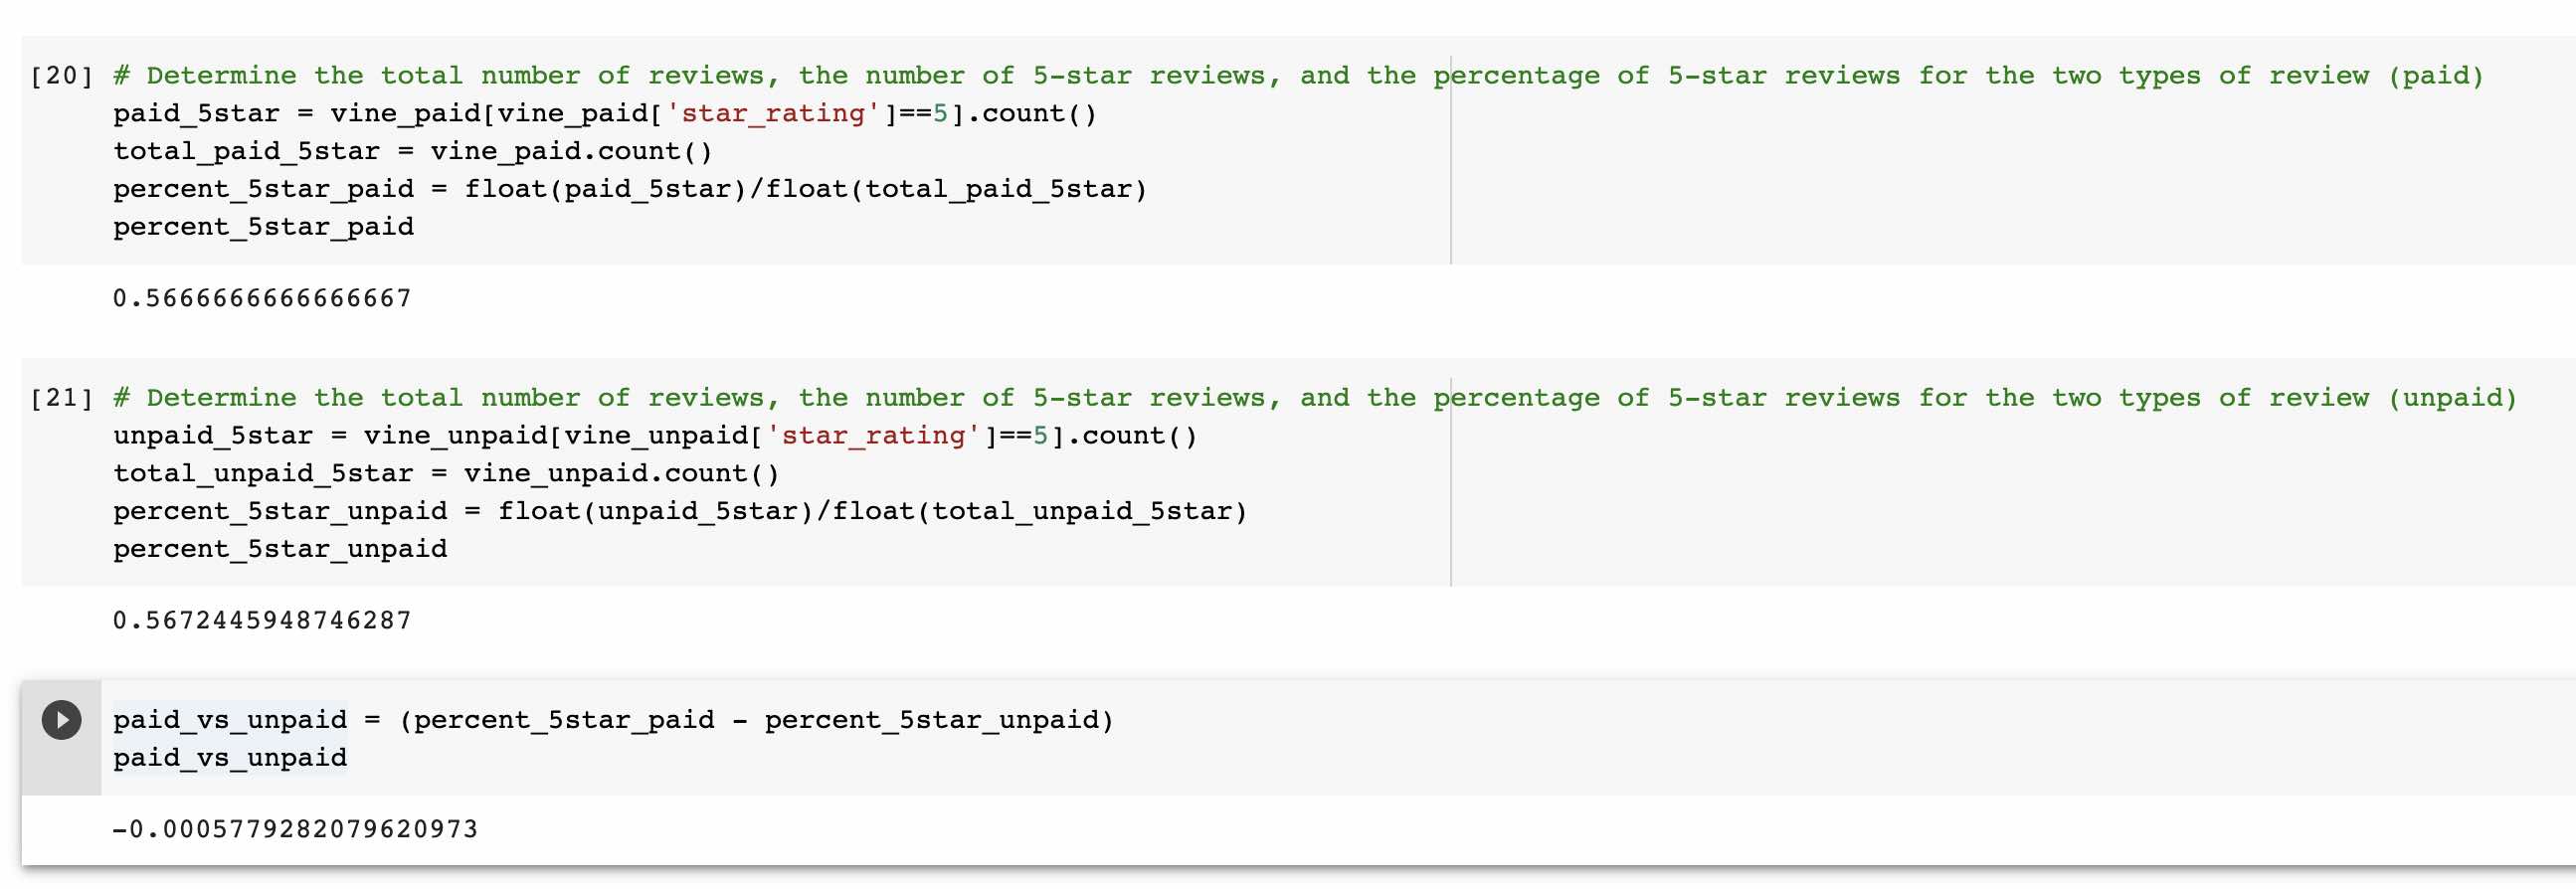 [20] # Determine the total number of reviews, the number of 5-star reviews, and the percentage of 5-star reviews for the two types of review (paid)
paid_5star = vine_paid[vine_paid['star_rating']==5].count()
total_paid_5star = vine_paid.count()
percent_5star_paid = float(paid_5star)/float(total_paid_5star)
percent_5star_paid
0.5666666666666667
[21] # Determine the total number of reviews, the number of 5-star reviews, and the percentage of 5-star reviews for the two types of review (unpaid)
unpaid_5star = vine_unpaid[vine_unpaid['star_rating']==5].count()
total_unpaid_5star = vine_unpaid.count()
percent_5star_unpaid = float(unpaid_5star)/float(total_unpaid_5star)
percent_5star_unpaid
0.5672445948746287
paid_vs_unpaid = (percent_5star_paid - percent_5star_unpaid)
paid_vs_unpaid
-0.0005779282079620973